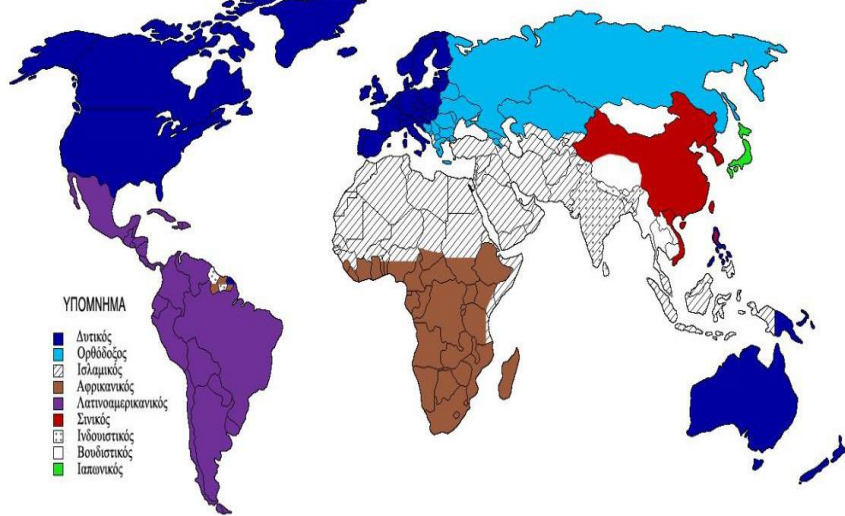 ΥΠΟΜΝΗΜΑ
Δυτικός
Ορθόδοξος
Ισλαμικός
Αφρικανικός
Λατινοαμερικανικός
Σινικός
Ινδουιστικός
Βουδιστικός
Ιαπωνικός